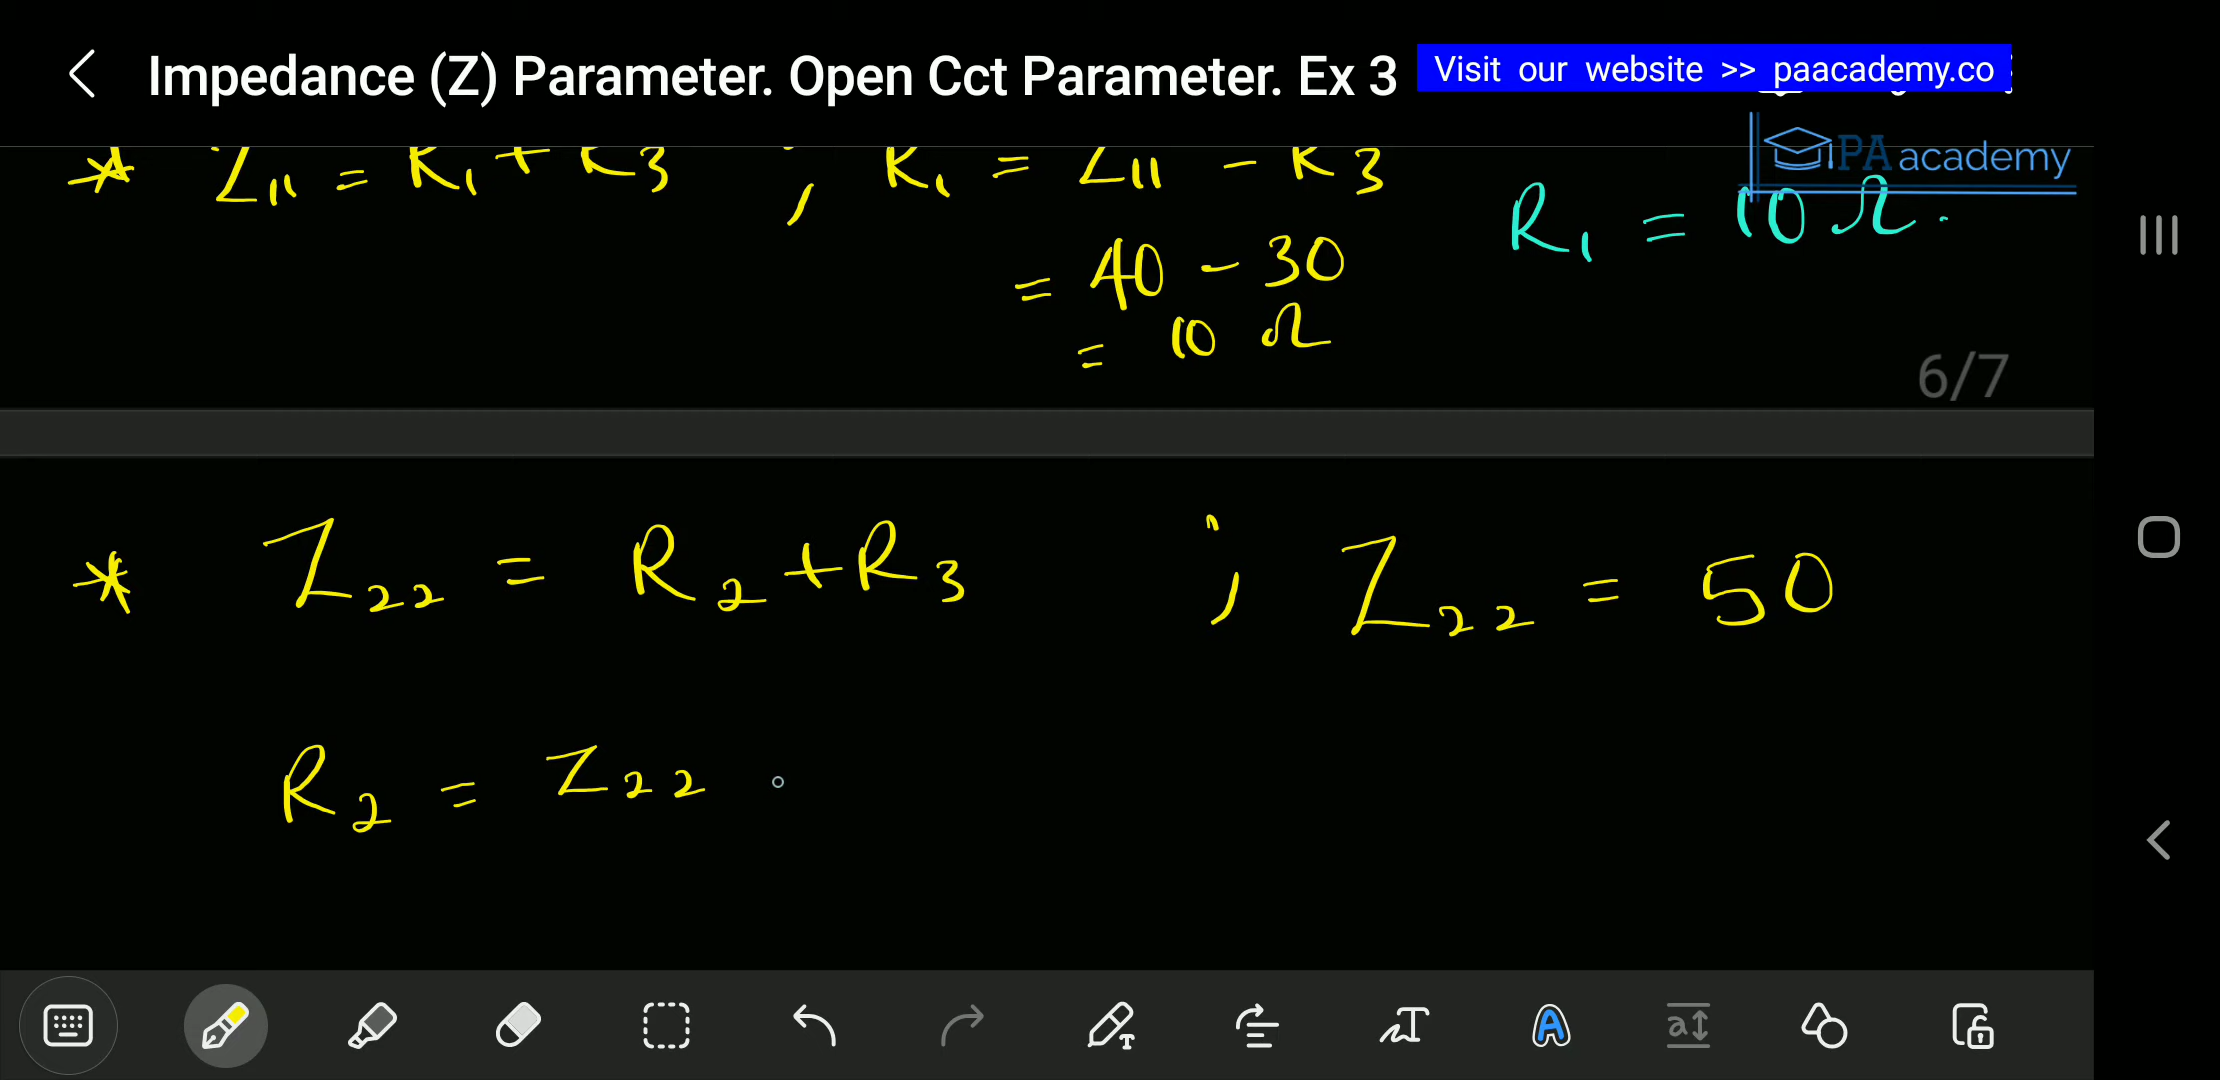 Impedance (Z) Parameter. Open Cct Parameter. Ex 3
Visit our website >> paacademy.co
PA academy
* Z11 = R1 + R3 ; R1 = Z11 - R3
R1 = 10 Ω.
= 40 - 30
= 10 Ω
6/7
* Z22 = R2 + R3 ; Z22 = 50
R2 = Z22